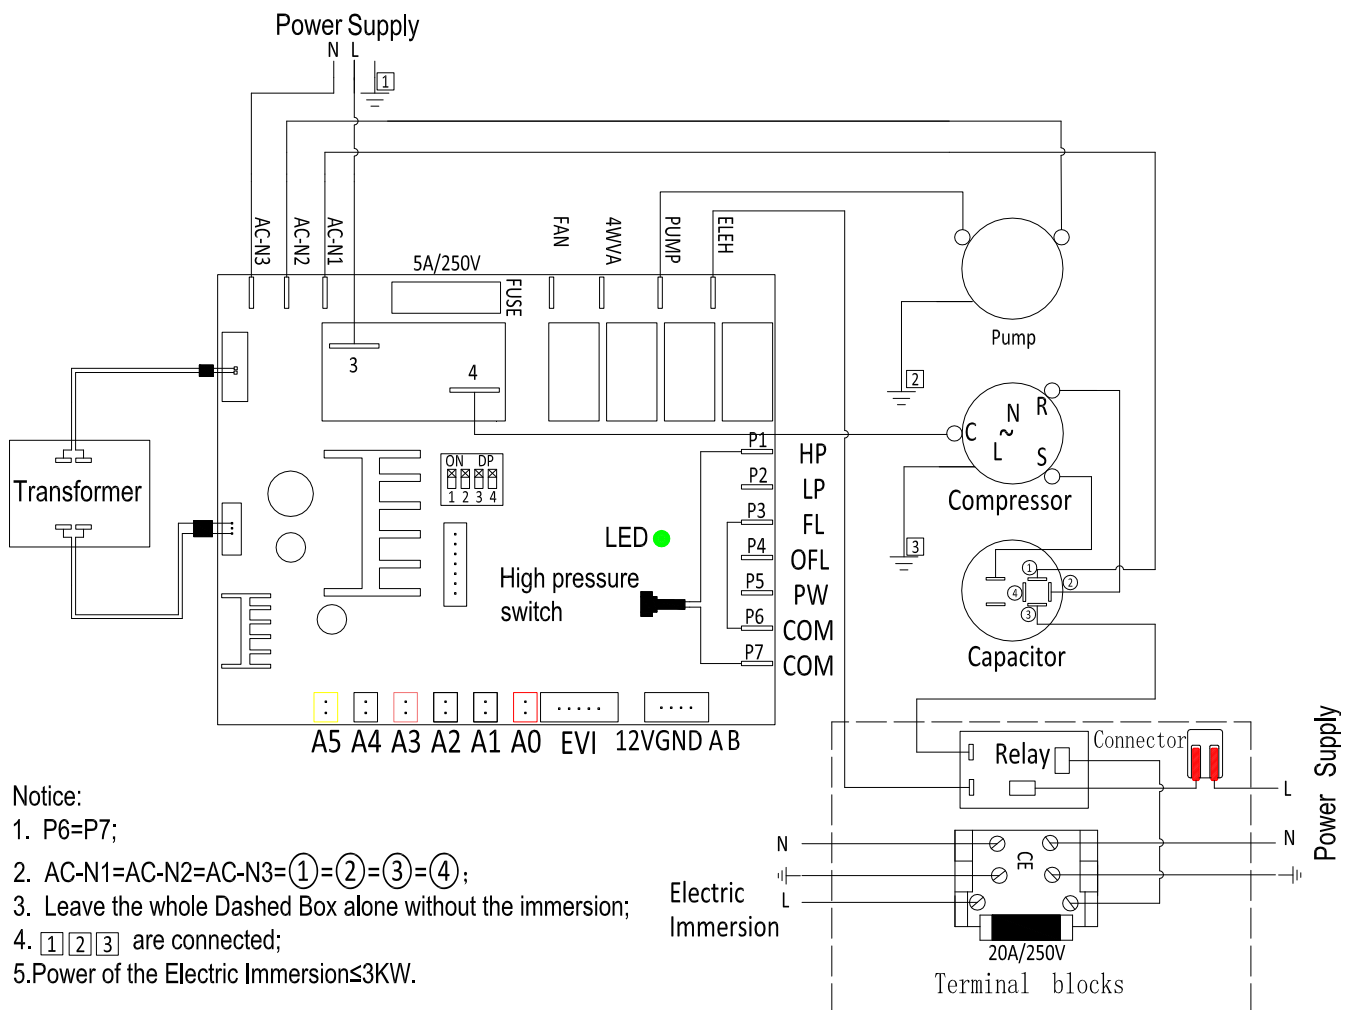 Power Supply
N L
1
AC-N3
AC-N2
AC-N1
5A/250V
FUSE
FAN
4WVA
PUMP
ELEH
3
4
Pump
2
N
R
C
~
L
S
Compressor
3
Transformer
ON DP
1 2 3 4
LED
High pressure
switch
P1 HP
P2 LP
P3 FL
P4 OFL
P5 PW
P6 COM
P7 COM
①
②
④
③
Capacitor
A5 A4 A3 A2 A1 A0 EVI 12VGND A B
Relay
Connector
L
Power Supply
N
N
CE
Electric
Immersion
L
20A/250V
Terminal blocks
Notice:
1. P6=P7;
2. AC-N1=AC-N2=AC-N3=①=②=③=④;
3. Leave the whole Dashed Box alone without the immersion;
4. 1 2 3 are connected;
5.Power of the Electric Immersion≤3KW.